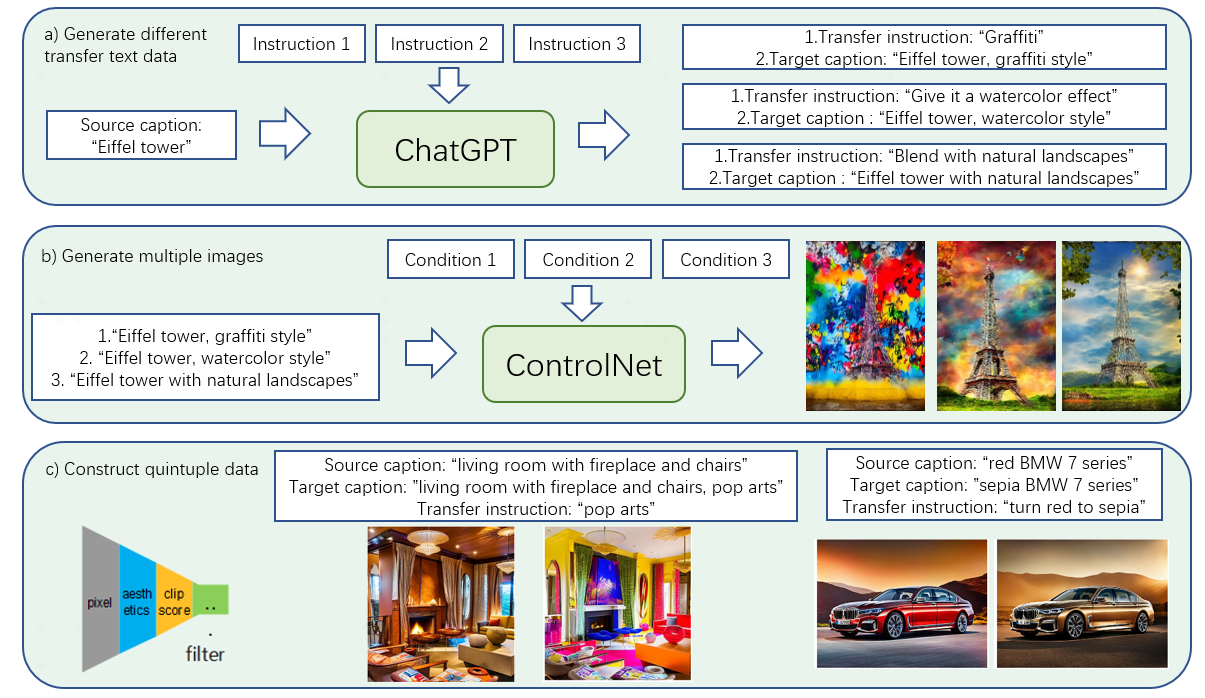 a) Generate different
transfer text data
Instruction 1
Instruction 2
Instruction 3
Source caption:
“Eiffel tower”
ChatGPT
1.Transfer instruction: “Graffiti”
2.Target caption: “Eiffel tower, graffiti style”
1.Transfer instruction: “Give it a watercolor effect”
2.Target caption : “Eiffel tower, watercolor style”
1.Transfer instruction: “Blend with natural landscapes”
2.Target caption : “Eiffel tower with natural landscapes”
b) Generate multiple images
Condition 1
Condition 2
Condition 3
1.“Eiffel tower, graffiti style”
2. “Eiffel tower, watercolor style”
3. “Eiffel tower with natural landscapes”
ControlNet
c) Construct quintuple data
Source caption: “living room with fireplace and chairs”
Target caption: ”living room with fireplace and chairs, pop arts”
Transfer instruction: “pop arts”
Source caption: “red BMW 7 series”
Target caption: ”sepia BMW 7 series”
Transfer instruction: “turn red to sepia”
pixel
aesth
etics
clip
score
..
.
filter